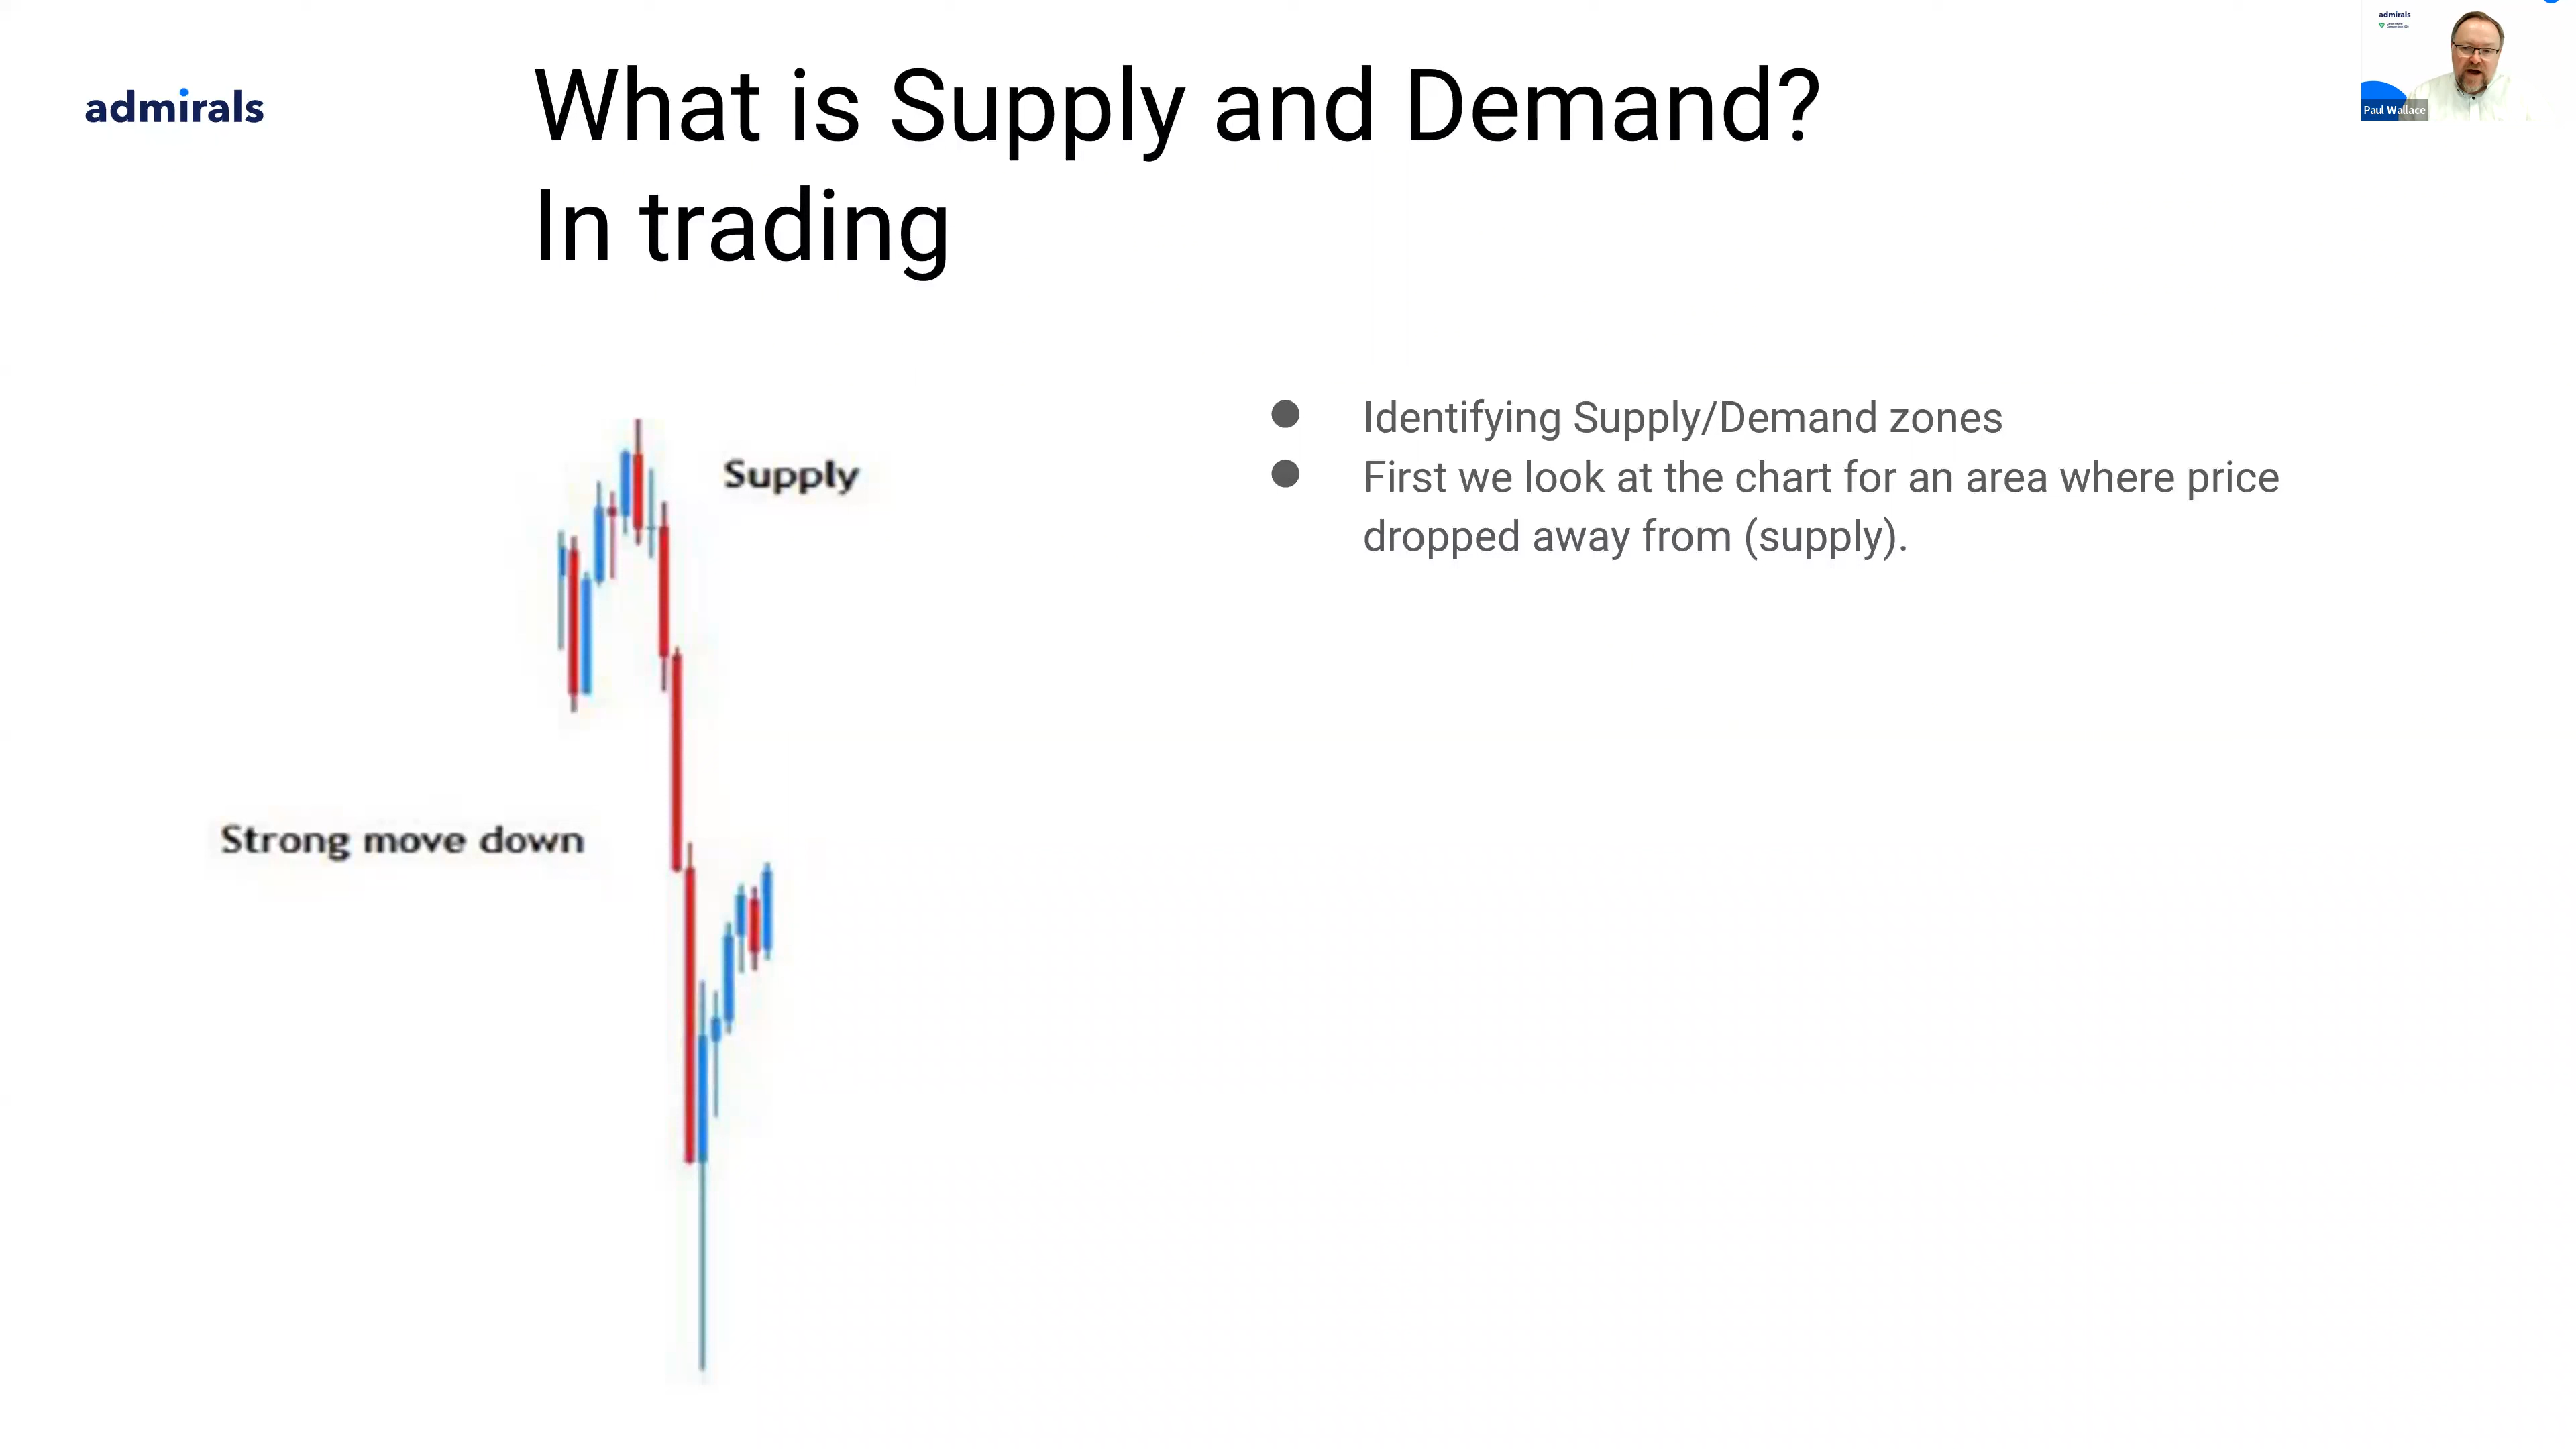 admirals
What is Supply and Demand?
In trading
admirals
Paul Wallace
Supply
Strong move down
● Identifying Supply/Demand zones
● First we look at the chart for an area where price
dropped away from (supply).